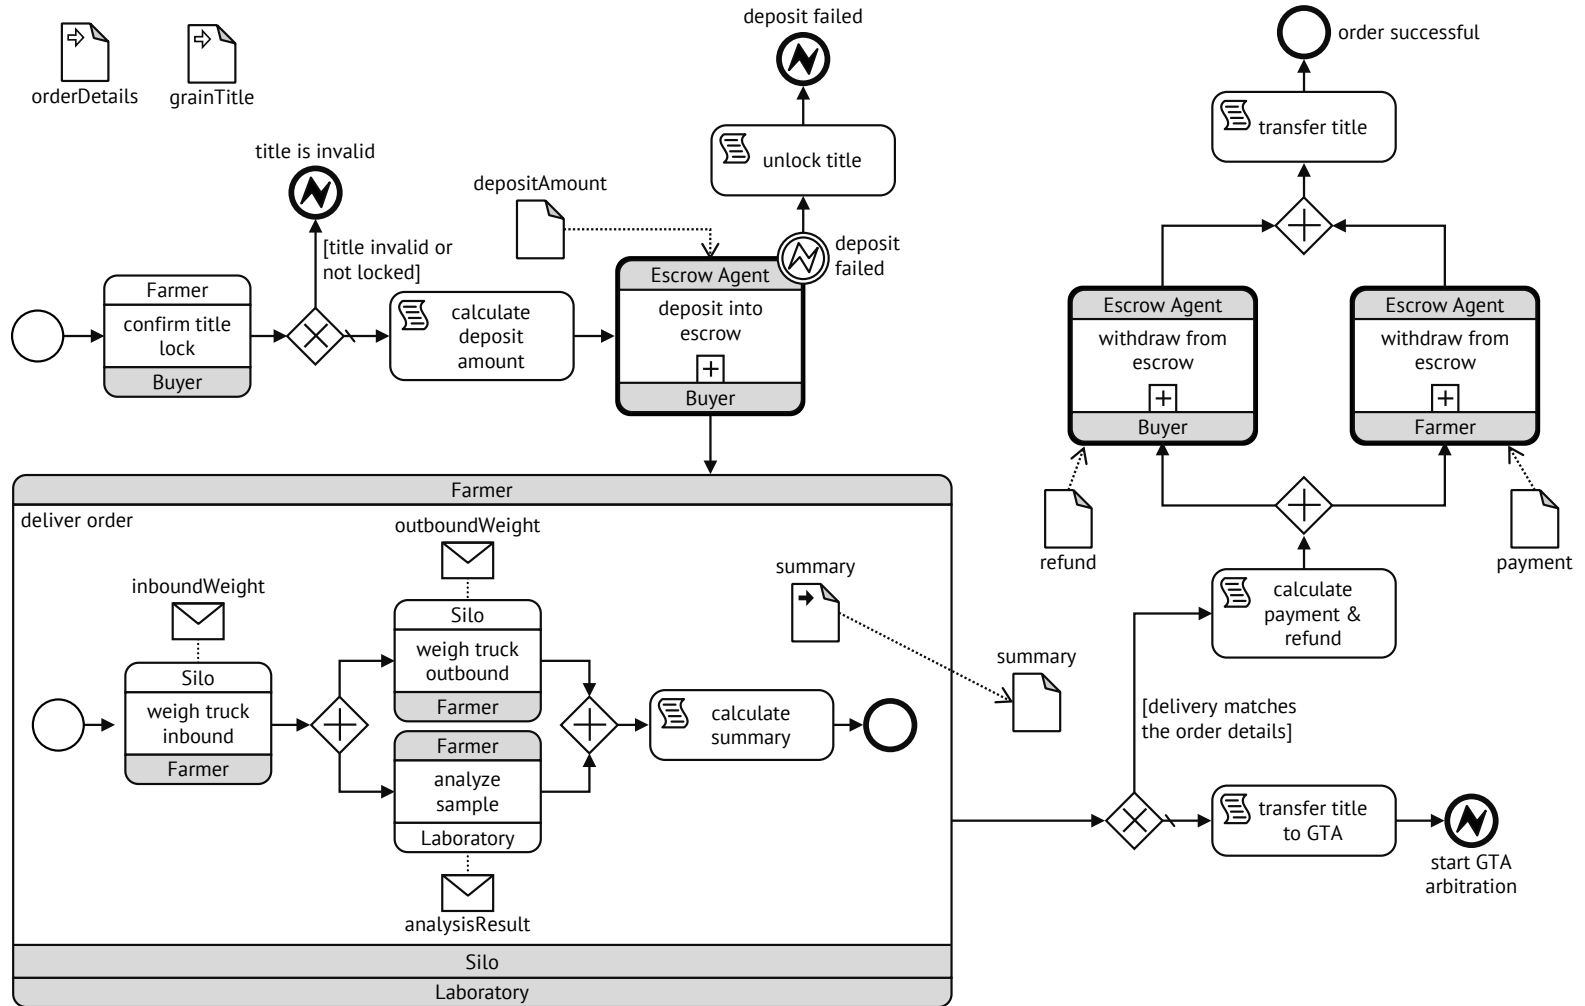 orderDetails
grainTitle
title is invalid
[title invalid or
not locked]
Farmer
confirm title
lock
Buyer
calculate
deposit
amount
depositAmount
deposit failed
unlock title
deposit
failed
Escrow Agent
deposit into
escrow
Buyer
order successful
transfer title
Escrow Agent
withdraw from
escrow
Buyer
Escrow Agent
withdraw from
escrow
Farmer
refund
payment
calculate
payment &
refund
[delivery matches
the order details]
transfer title
to GTA
start GTA
arbitration
Farmer
deliver order
inboundWeight
Silo
weigh truck
inbound
Farmer
outboundWeight
Silo
weigh truck
outbound
Farmer
Farmer
analyze
sample
Laboratory
analysisResult
calculate
summary
summary
summary
Silo
Laboratory